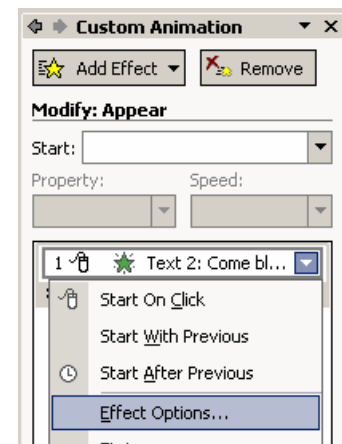 Custom Animation
Add Effect Remove
Modify: Appear
Start:
Property: Speed:
1 Text 2: Come bl...
Start On Click
Start With Previous
Start After Previous
Effect Options...